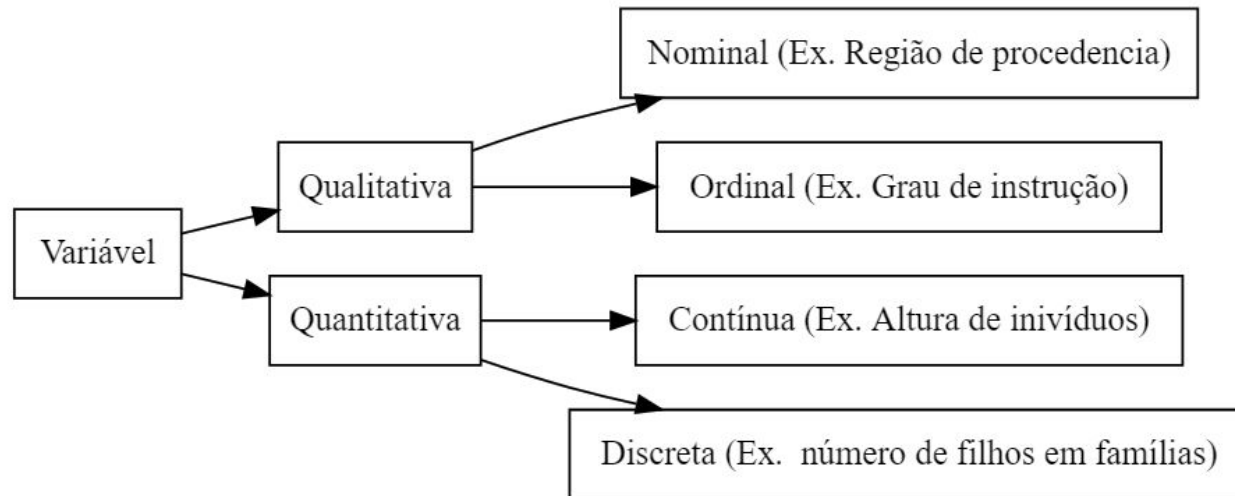 Nominal (Ex. Região de procedencia)
Qualitativa
Ordinal (Ex. Grau de instrução)
Variável
Quantitativa
Contínua (Ex. Altura de inivíduos)
Discreta (Ex.  número de filhos em famílias)